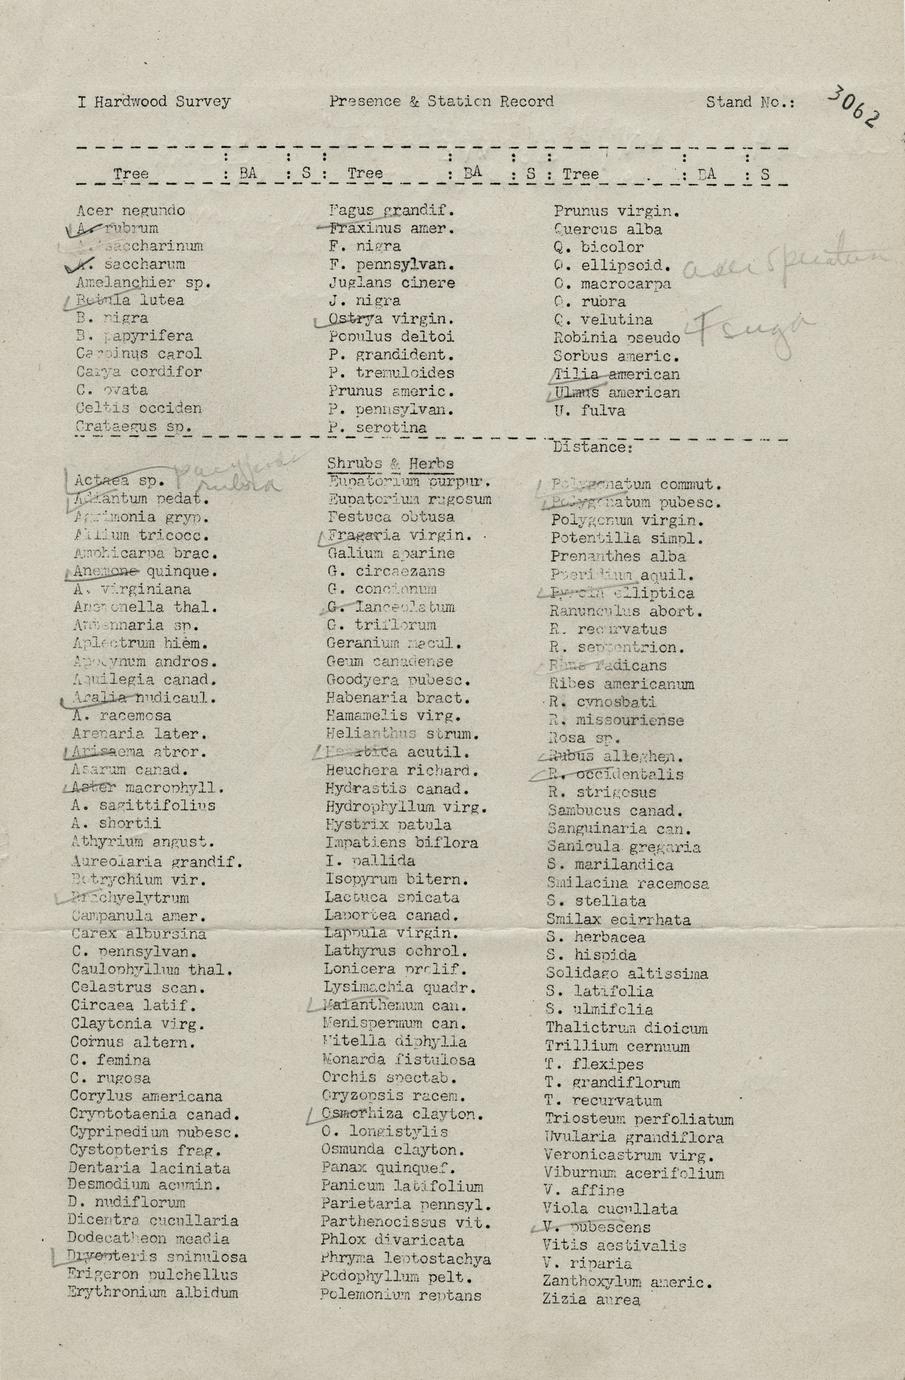 I Hardwood Survey Presence & Station Record Stand No.: 3062
Tree : BA : S : Tree : BA : S : Tree : BA : S
Acer negundo
A. rubrum
A. saccharinum
A. saccharum
Amelanchier sp.
Betula lutea
B. nigra
B. papyrifera
Carpinus carol
Carya cordifor
C. ovata
Celtis occiden
Crataegus sp.
Fagus grandif.
Fraxinus amer.
F. nigra
F. pennsylvan.
Juglans cinere
J. nigra
Ostrya virgin.
Populus deltoi
P. grandident.
P. tremuloides
Prunus americ.
P. pennsylvan.
P. serotina
Prunus virgin.
Quercus alba
Q. bicolor
Q. ellipsoid.
Q. macrocarpa
Q. rubra
Q. velutina
Robinia pseudo
Sorbus americ.
Tilia american
Ulmus american
U. fulva
Tsuga
Distance:
Shrubs & Herbs
Actaea sp.
rubra
Adiantum pedat.
Agrimonia gryp.
Allium tricocc.
Amphicarpa brac.
Anemone quinque.
A. virginiana
Anemonella thal.
Antennaria sp.
Aplectrum hiem.
Apocynum andros.
Aquilegia canad.
Aralia nudicaul.
A. racemosa
Arenaria later.
Arisaema atror.
Asarum canad.
Aster macrophyll.
A. sagittifolius
A. shortii
Athyrium angust.
Aureolaria grandif.
Botrychium vir.
Brachyelytrum
Campanula amer.
Carex albursina
C. pennsylvan.
Caulophyllum thal.
Celastrus scan.
Circaea latif.
Claytonia virg.
Cornus altern.
C. femina
C. rugosa
Corylus americana
Cryptotaenia canad.
Cypripedium pubesc.
Cystopteris frag.
Dentaria laciniata
Desmodium acumin.
D. nudiflorum
Dicentra cucullaria
Dodecatheon meadia
Dryopteris spinulosa
Erigeron pulchellus
Erythronium albidum
Eupatorium purpur.
Eupatorium rugosum
Festuca obtusa
Fragaria virgin.
Galium aparine
G. circaezans
G. concinnum
G. lanceolatum
G. triflorum
Geranium macul.
Geum canadense
Goodyera pubesc.
Habenaria bract.
Hamamelis virg.
Helianthus strum.
Hepatica acutil.
Heuchera richard.
Hydrastis canad.
Hydrophyllum virg.
Hystrix patula
Impatiens biflora
I. pallida
Isopyrum bitern.
Lactuca spicata
Laportea canad.
Lappula virgin.
Lathyrus ochrol.
Lonicera prolif.
Lysimachia quadr.
Maianthemum can.
Menispermum can.
Mitella diphylla
Monarda fistulosa
Orchis spectab.
Oryzopsis racem.
Osmorhiza clayton.
O. longistylis
Osmunda clayton.
Panax quinquef.
Panicum latifolium
Parietaria pennsyl.
Parthenocissus vit.
Phlox divaricata
Phryma leptostachya
Podophyllum pelt.
Polemonium reptans
Polygonatum commut.
Polygonatum pubesc.
Polygonum virgin.
Potentilla simpl.
Prenanthes alba
Pteridium aquil.
Pyrola elliptica
Ranunculus abort.
R. recurvatus
R. septentrion.
Rhus radicans
Ribes americanum
R. cynosbati
R. missouriense
Rosa sp.
Rubus alleghen.
R. occidentalis
R. strigosus
Sambucus canad.
Sanguinaria can.
Sanicula gregaria
S. marilandica
Smilacina racemosa
S. stellata
Smilax ecirrhata
S. herbacea
S. hispida
Solidago altissima
S. latifolia
S. ulmifolia
Thalictrum dioicum
Trillium cernuum
T. flexipes
T. grandiflorum
T. recurvatum
Triosteum perfoliatum
Uvularia grandiflora
Veronicastrum virg.
Viburnum acerifolium
V. affine
Viola cucullata
V. pubescens
Vitis aestivalis
V. riparia
Zanthoxylum americ.
Zizia aurea